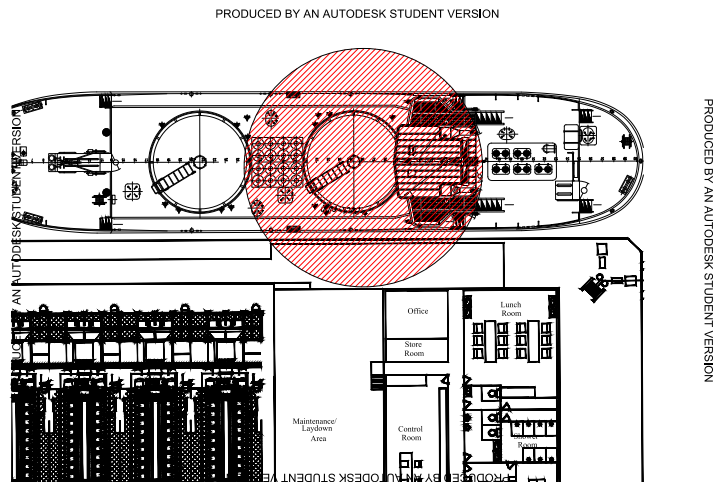 PRODUCED BY AN AUTODESK STUDENT VERSION
PRODUCED BY AN AUTODESK STUDENT VERSION
AN AUTODESK STUDENT VERSION
Office
Store
Room
Lunch
Room
Maintenance/
Laydown
Area
Control
Room
Shower
Room
PRODUCED BY AN AUTODESK STUDENT VERSION